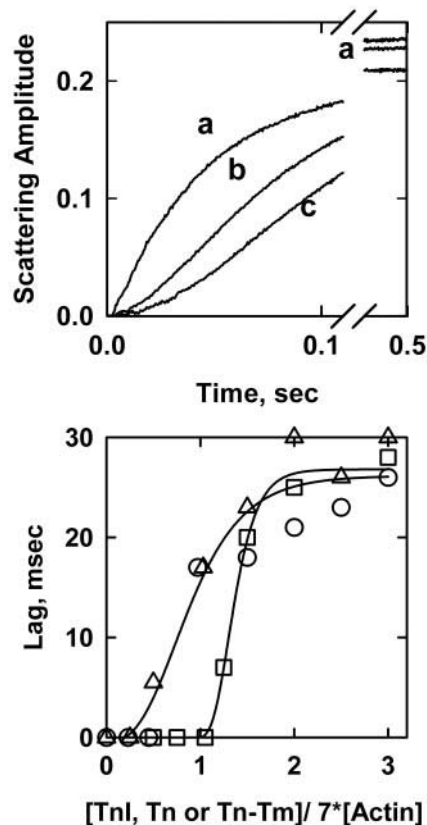 Scattering Amplitude
0.2
0.1
0.0
a
a
b
c
0.0
0.1
0.5
Time, sec
Lag, msec
30
20
10
0
0
1
2
3
[TnI, Tn or Tn-Tm]/ 7*[Actin]